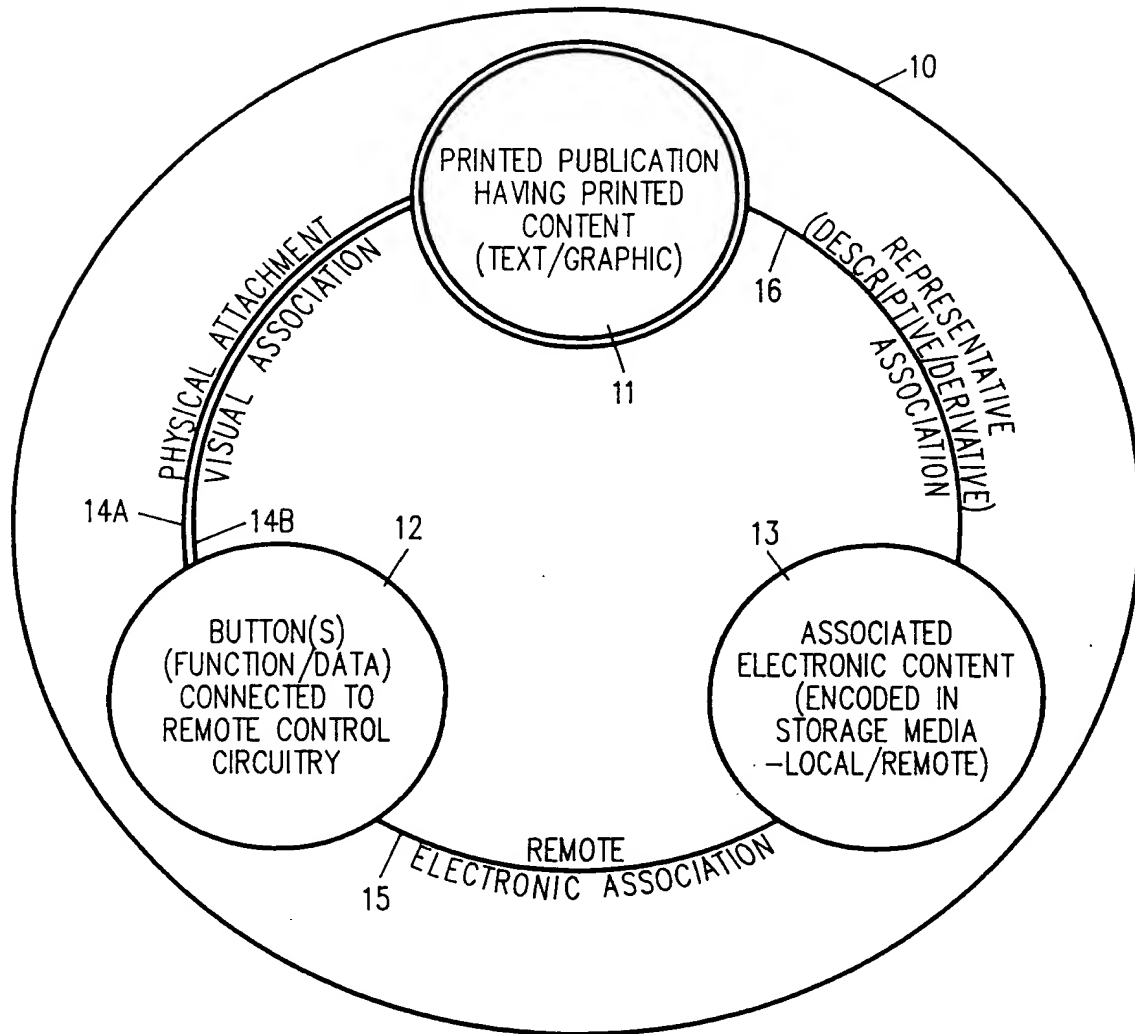 10
PRINTED PUBLICATION
HAVING PRINTED
CONTENT
(TEXT/GRAPHIC)
11
16
REPRESENTATIVE
(DESCRIPTIVE/DERIVATIVE)
ASSOCIATION
PHYSICAL ATTACHMENT
VISUAL ASSOCIATION
14A
14B
12
13
BUTTON(S)
(FUNCTION/DATA)
CONNECTED TO
REMOTE CONTROL
CIRCUITRY
ASSOCIATED
ELECTRONIC CONTENT
(ENCODED IN
STORAGE MEDIA
-LOCAL/REMOTE)
15
REMOTE
ELECTRONIC ASSOCIATION